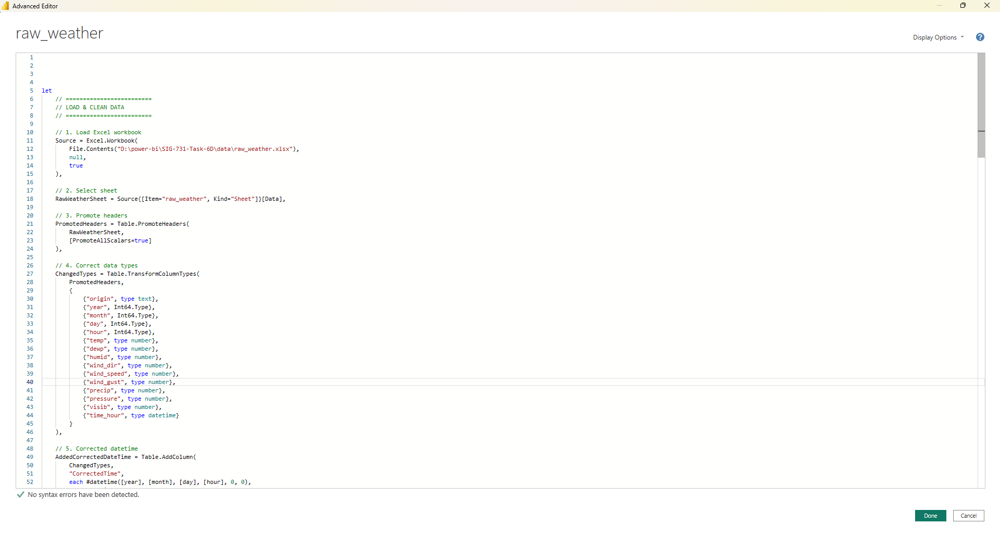 Advanced Editor
raw_weather
Display Options
?
1
2
3
4
5 let
6 // =========================
7 // LOAD & CLEAN DATA
8 // =========================
9
10 // 1. Load Excel workbook
11 Source = Excel.Workbook(
12 File.Contents("D:\power-bi\SIG-731-Task-6D\data\raw_weather.xlsx"),
13 null,
14 true
15 ),
16
17 // 2. Select sheet
18 RawWeatherSheet = Source{[Item="raw_weather", Kind="Sheet"]}[Data],
19
20 // 3. Promote headers
21 PromotedHeaders = Table.PromoteHeaders(
22 RawWeatherSheet,
23 [PromoteAllScalars=true]
24 ),
25
26 // 4. Correct data types
27 ChangedTypes = Table.TransformColumnTypes(
28 PromotedHeaders,
29 {
30 {"origin", type text},
31 {"year", Int64.Type},
32 {"month", Int64.Type},
33 {"day", Int64.Type},
34 {"hour", Int64.Type},
35 {"temp", type number},
36 {"dewp", type number},
37 {"humid", type number},
38 {"wind_dir", type number},
39 {"wind_speed", type number},
40 {"wind_gust", type number},
41 {"precip", type number},
42 {"pressure", type number},
43 {"visib", type number},
44 {"time_hour", type datetime}
45 }
46 ),
47
48 // 5. Corrected datetime
49 AddedCorrectedDateTime = Table.AddColumn(
50 ChangedTypes,
51 "CorrectedTime",
52 each #datetime([year], [month], [day], [hour], 0, 0),
No syntax errors have been detected.
Done
Cancel